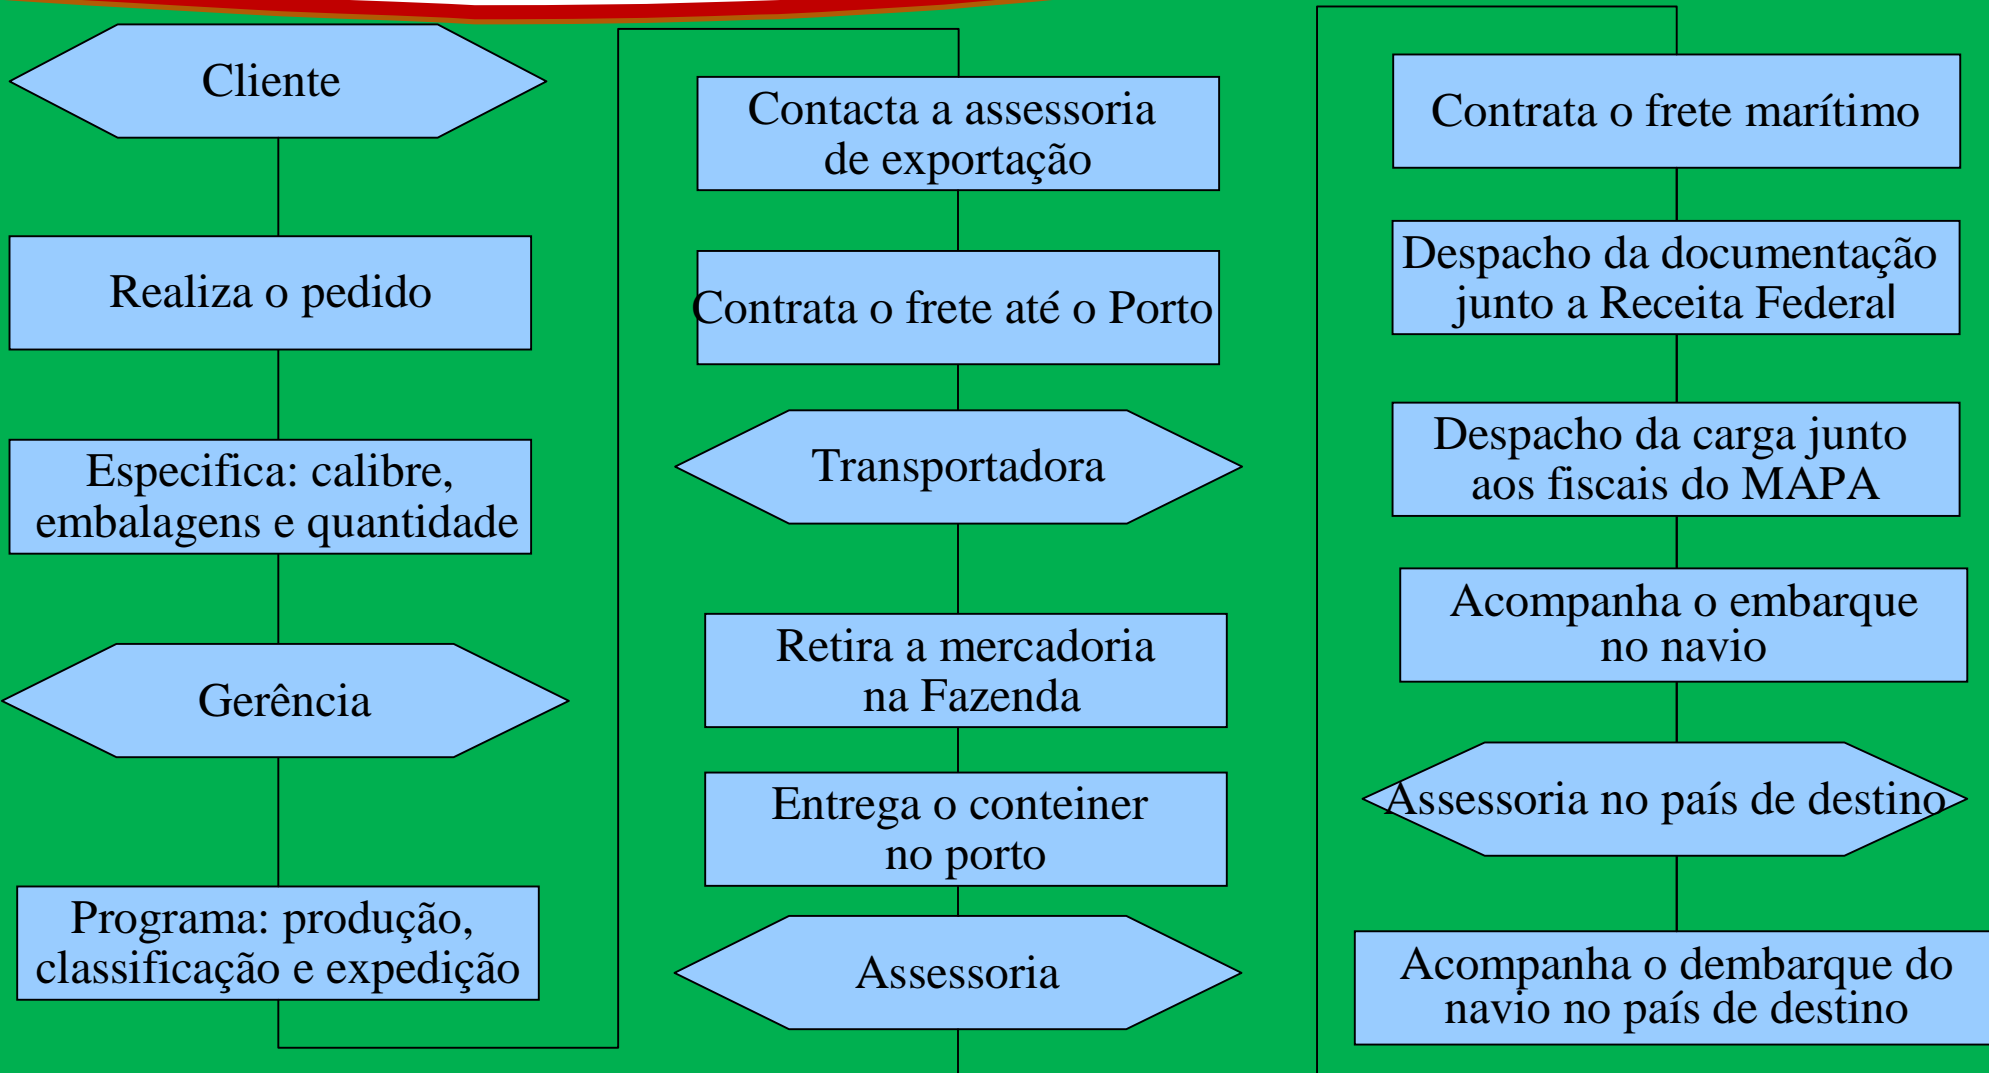 Cliente
Realiza o pedido
Especifica: calibre,
embalagens e quantidade
Gerência
Programa: produção,
classificação e expedição
Contacta a assessoria
de exportação
Contrata o frete até o Porto
Transportadora
Retira a mercadoria
na Fazenda
Entrega o conteiner
no porto
Assessoria
Contrata o frete marítimo
Despacho da documentação
junto a Receita Federal
Despacho da carga junto
aos fiscais do MAPA
Acompanha o embarque
no navio
Assessoria no país de destino
Acompanha o dembarque do
navio no país de destino